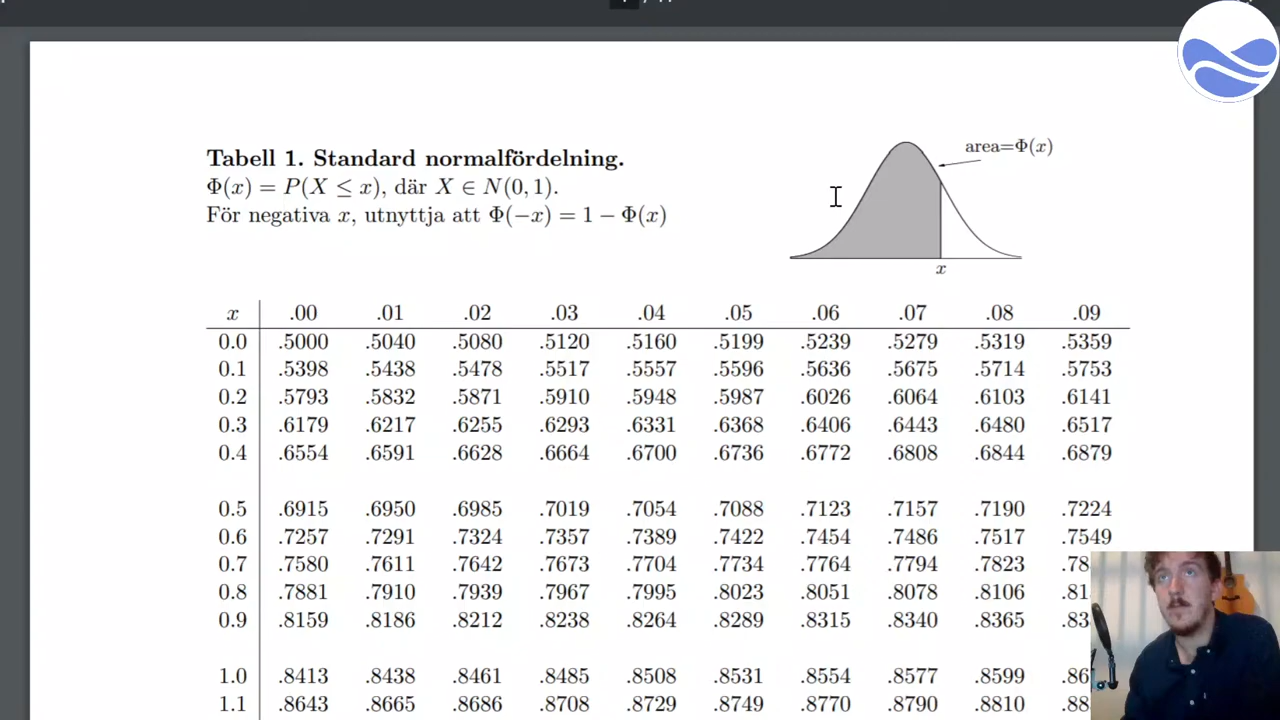 Tabell 1. Standard normalfördelning.
Φ(x) = P(X ≤ x), där X ∈ N(0, 1).
För negativa x, utnyttja att Φ(−x) = 1 − Φ(x)
area=Φ(x)
x
x .00 .01 .02 .03 .04 .05 .06 .07 .08 .09
0.0 .5000 .5040 .5080 .5120 .5160 .5199 .5239 .5279 .5319 .5359
0.1 .5398 .5438 .5478 .5517 .5557 .5596 .5636 .5675 .5714 .5753
0.2 .5793 .5832 .5871 .5910 .5948 .5987 .6026 .6064 .6103 .6141
0.3 .6179 .6217 .6255 .6293 .6331 .6368 .6406 .6443 .6480 .6517
0.4 .6554 .6591 .6628 .6664 .6700 .6736 .6772 .6808 .6844 .6879
0.5 .6915 .6950 .6985 .7019 .7054 .7088 .7123 .7157 .7190 .7224
0.6 .7257 .7291 .7324 .7357 .7389 .7422 .7454 .7486 .7517 .7549
0.7 .7580 .7611 .7642 .7673 .7704 .7734 .7764 .7794 .7823
0.8 .7881 .7910 .7939 .7967 .7995 .8023 .8051 .8078 .8106
0.9 .8159 .8186 .8212 .8238 .8264 .8289 .8315 .8340 .8365
1.0 .8413 .8438 .8461 .8485 .8508 .8531 .8554 .8577 .8599
1.1 .8643 .8665 .8686 .8708 .8729 .8749 .8770 .8790 .8810